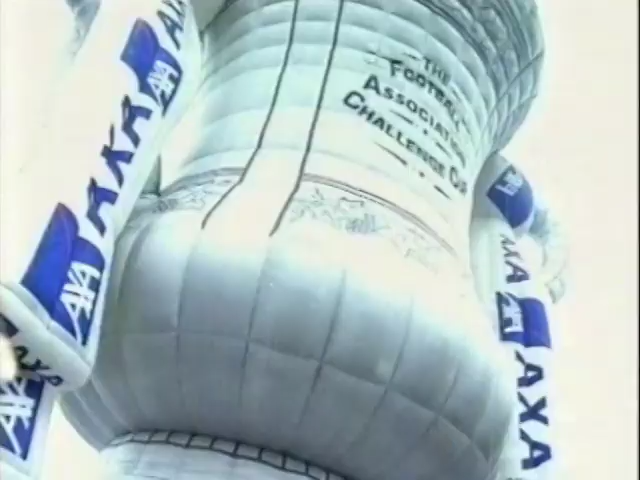 THE
FOOTBALL
ASSOCIATION
CHALLENGE CUP
AXA
AXA
AXA
AXA
AXA
AXA